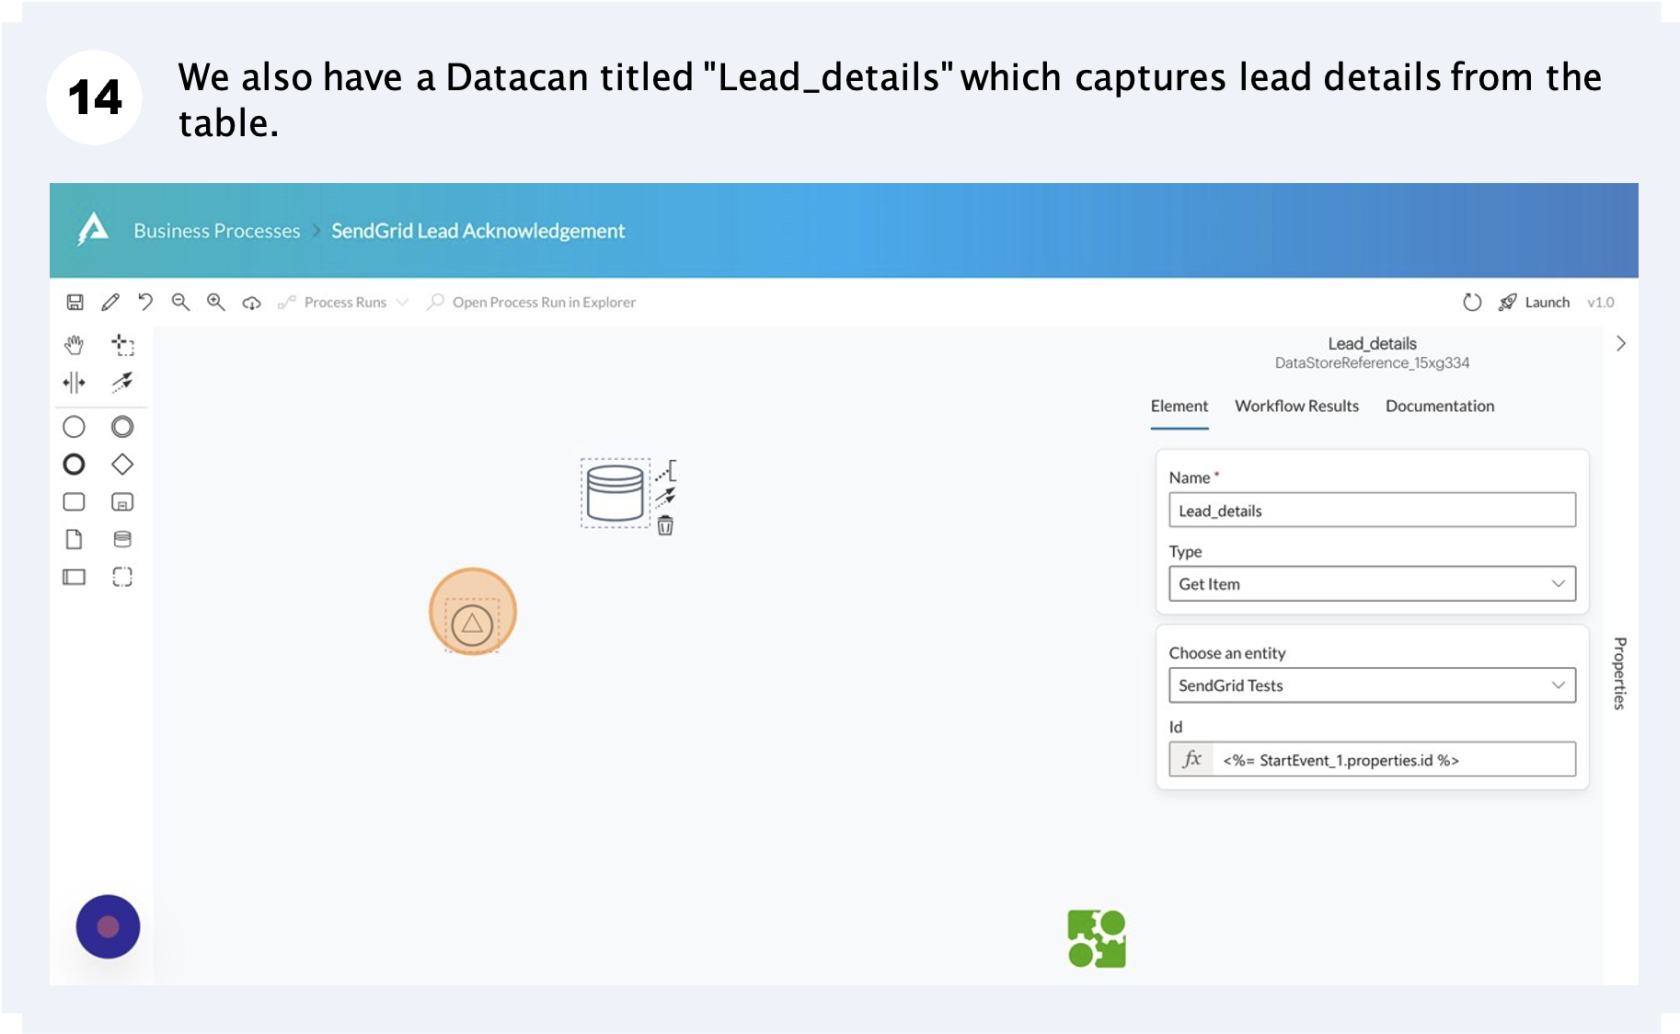 14
We also have a Datacan titled "Lead_details" which captures lead details from the
table.
Business Processes > SendGrid Lead Acknowledgement
Process Runs
Open Process Run in Explorer
Launch v1.0
Lead_details
DataStoreReference_15xg334
Element Workflow Results Documentation
Name *
Lead_details
Type
Get Item
Choose an entity
SendGrid Tests
Id
fx <%= StartEvent_1.properties.id %>
Properties